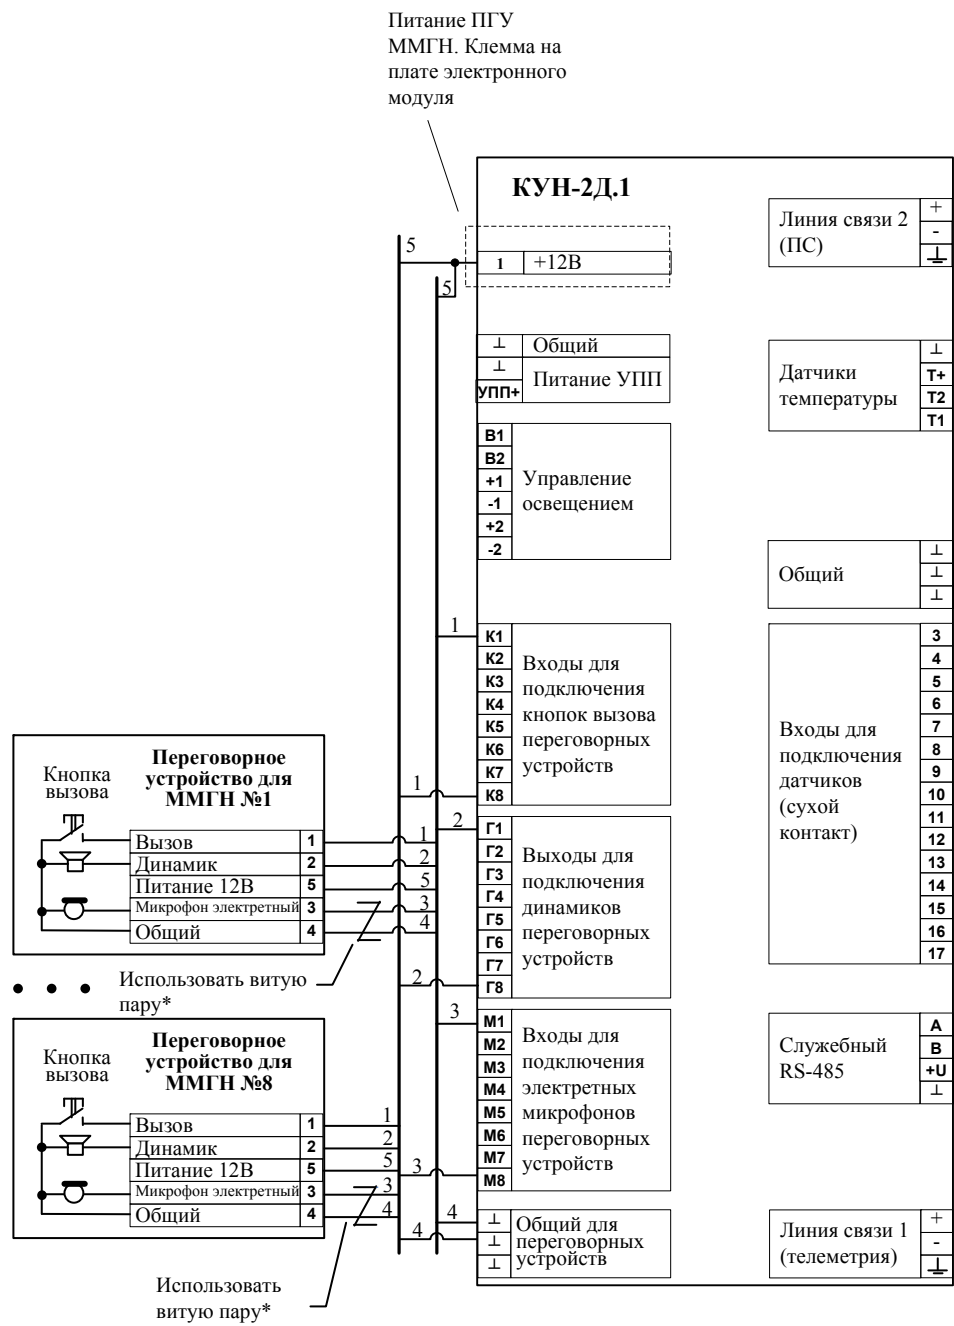 Питание ПГУ
ММГН. Клемма на
плате электронного
модуля
КУН-2Д.1
Линия связи 2
(ПС)
+
-
5
1 +12В
5
⊥ Общий
⊥
УПП+
Питание УПП
Датчики
температуры
⊥
Т+
Т2
Т1
В1
В2
+1
-1
+2
-2
Управление
освещением
Общий
⊥
⊥
⊥
1
К1
К2
К3
К4
К5
К6
К7
К8
Входы для
подключения
кнопок вызова
переговорных
устройств
1
Входы для
подключения
датчиков
(сухой
контакт)
3
4
5
6
7
8
9
10
11
12
13
14
15
16
17
Кнопка
вызова
Переговорное
устройство для
ММГН №1
Вызов 1
Динамик 2
Питание 12В 5
Микрофон электретный 3
Общий 4
1
2
5
3
4
2
Г1
Г2
Г3
Г4
Г5
Г6
Г7
Г8
Выходы для
подключения
динамиков
переговорных
устройств
2
• • •
Использовать витую
пару*
Кнопка
вызова
Переговорное
устройство для
ММГН №8
Вызов 1
Динамик 2
Питание 12В 5
Микрофон электретный 3
Общий 4
1
2
5
3
4
3
М1
М2
М3
М4
М5
М6
М7
М8
Входы для
подключения
электретных
микрофонов
переговорных
устройств
3
Служебный
RS-485
А
В
+U
⊥
4
4
⊥
⊥
⊥
Общий для
переговорных
устройств
Линия связи 1
(телеметрия)
+
-
Использовать
витую пару*